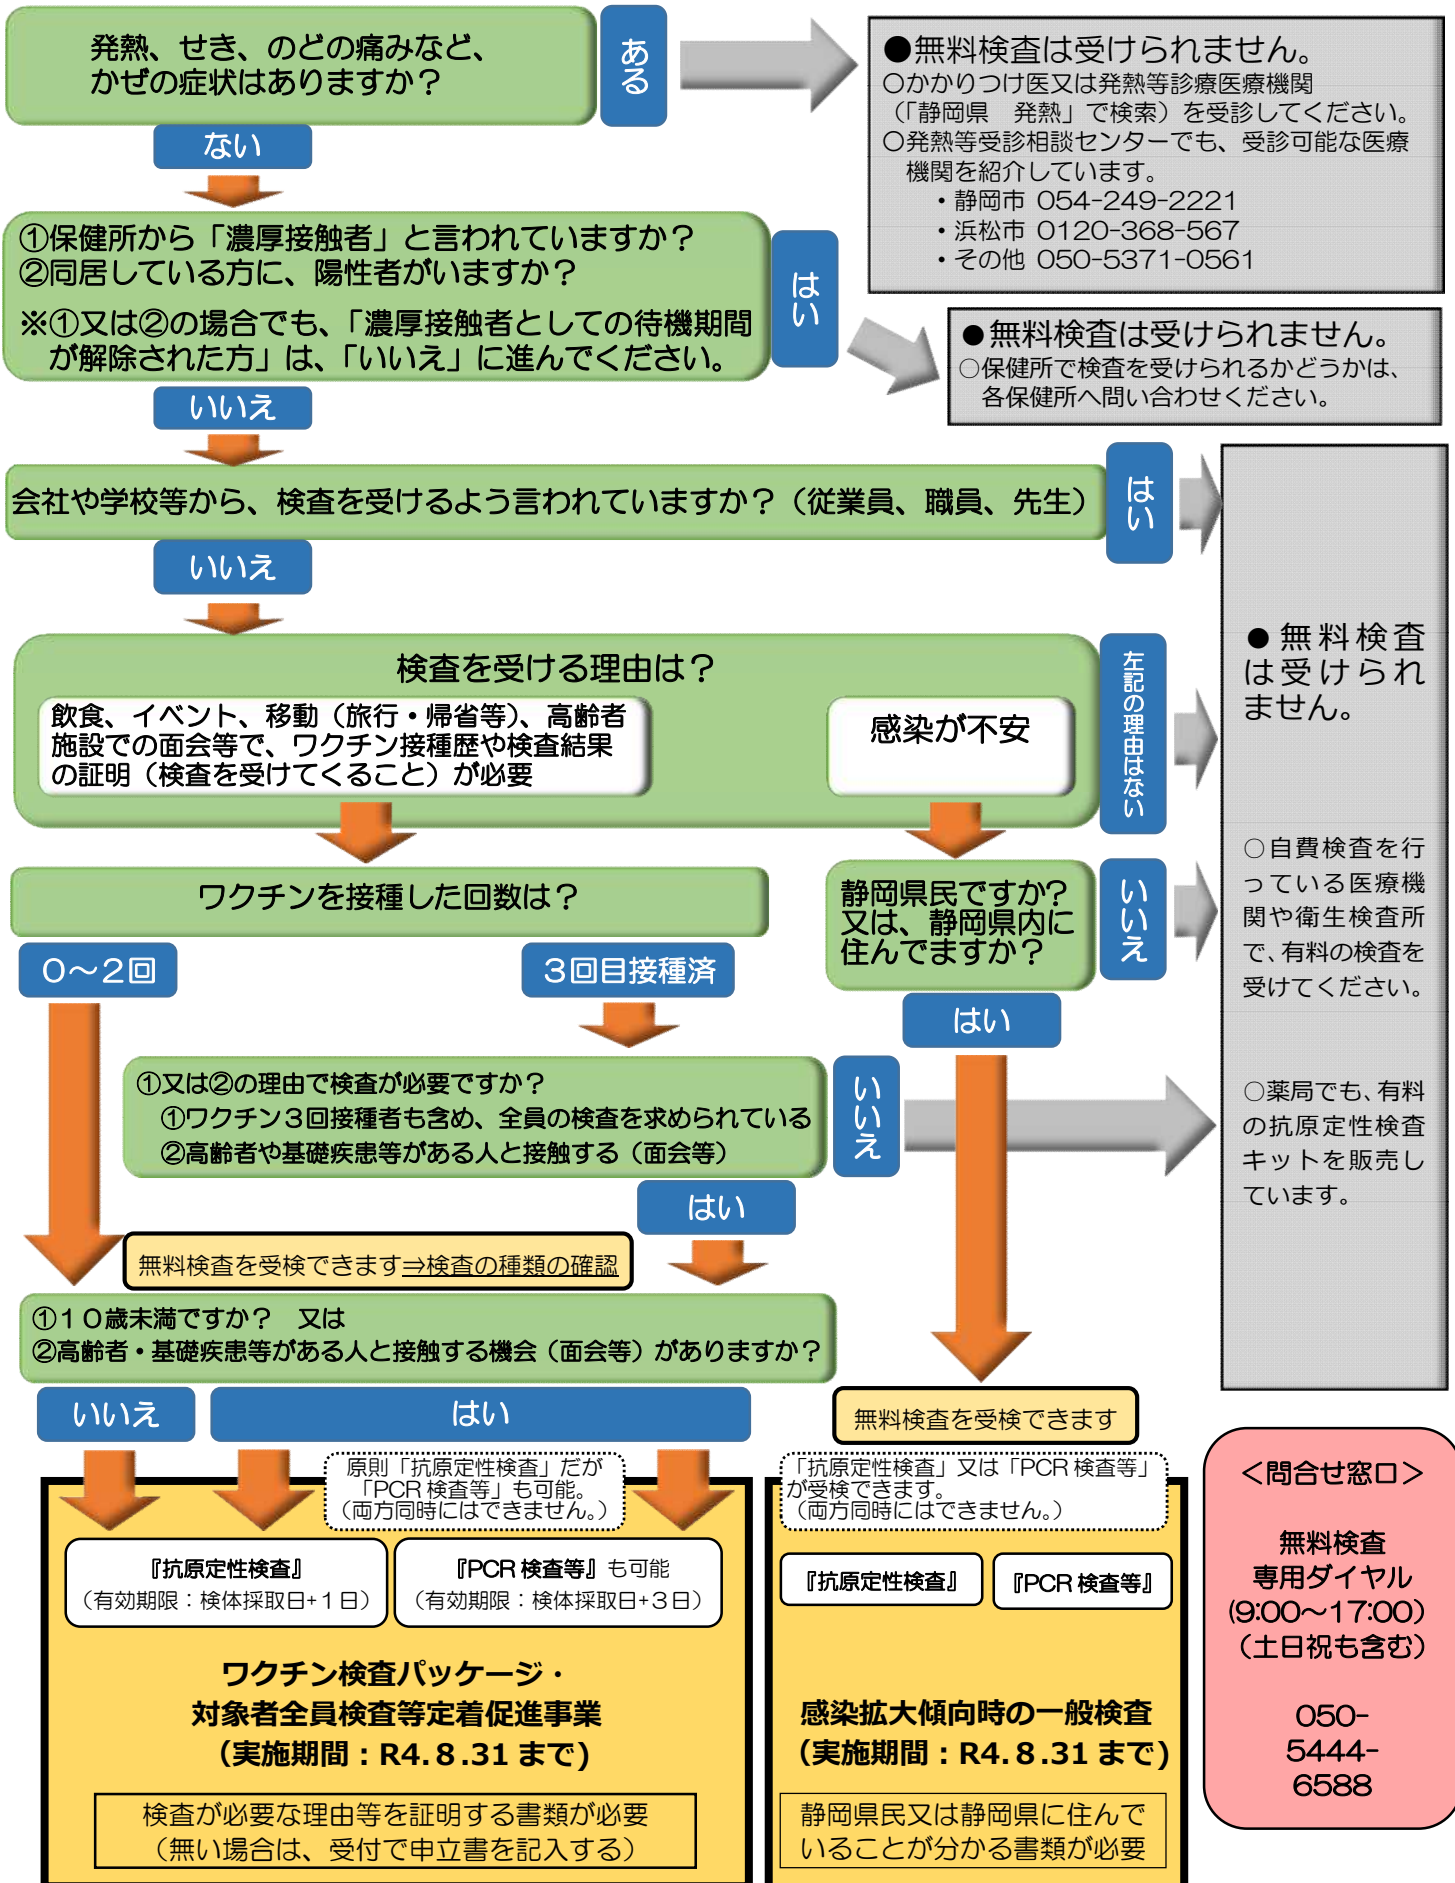 発熱、せき、のどの痛みなど、
かぜの症状はありますか？
ある
●無料検査は受けられません。
○かかりつけ医又は発熱等診療医療機関
（「静岡県　発熱」で検索）を受診してください。
○発熱等受診相談センターでも、受診可能な医療
機関を紹介しています。
・静岡市 054-249-2221
・浜松市 0120-368-567
・その他 050-5371-0561
ない
①保健所から「濃厚接触者」と言われていますか？
②同居している方に、陽性者がいますか？
※①又は②の場合でも、「濃厚接触者としての待機期間
が解除された方」は、「いいえ」に進んでください。
はい
●無料検査は受けられません。
○保健所で検査を受けられるかどうかは、
各保健所へ問い合わせください。
いいえ
会社や学校等から、検査を受けるよう言われていますか？（従業員、職員、先生）
はい
いいえ
検査を受ける理由は？
飲食、イベント、移動（旅行・帰省等）、高齢者
施設での面会等で、ワクチン接種歴や検査結果
の証明（検査を受けてくること）が必要
感染が不安
左記の理由はない
●無料検査
は受けられ
ません。
○自費検査を行
っている医療機
関や衛生検査所
で、有料の検査を
受けてください。
○薬局でも、有料
の抗原定性検査
キットを販売し
ています。
ワクチンを接種した回数は？
静岡県民ですか？
又は、静岡県内に
住んでますか？
いいえ
０～２回
３回目接種済
はい
①又は②の理由で検査が必要ですか？
①ワクチン３回接種者も含め、全員の検査を求められている
②高齢者や基礎疾患等がある人と接触する（面会等）
いいえ
はい
無料検査を受検できます⇒検査の種類の確認
①１０歳未満ですか？　又は
②高齢者・基礎疾患等がある人と接触する機会（面会等）がありますか？
いいえ
はい
無料検査を受検できます
原則「抗原定性検査」だが
「PCR 検査等」も可能。
（両方同時にはできません。）
「抗原定性検査」又は「PCR 検査等」
が受検できます。
（両方同時にはできません。）
『抗原定性検査』
（有効期限：検体採取日+１日）
『PCR 検査等』も可能
（有効期限：検体採取日+３日）
『抗原定性検査』
『PCR 検査等』
ワクチン検査パッケージ・
対象者全員検査等定着促進事業
（実施期間：R4.８.31 まで)
検査が必要な理由等を証明する書類が必要
（無い場合は、受付で申立書を記入する）
感染拡大傾向時の一般検査
（実施期間：R4.８.31 まで)
静岡県民又は静岡県に住んで
いることが分かる書類が必要
＜問合せ窓口＞
無料検査
専用ダイヤル
(9:00～17:00)
（土日祝も含む）
050-
5444-
6588